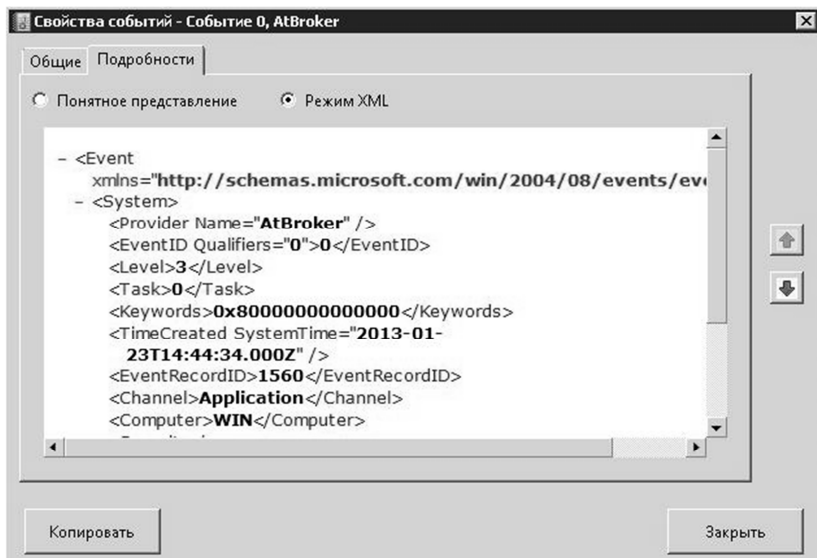 Свойства событий - Событие 0, AtBroker
Общие
Подробности
Понятное представление
Режим XML
– <Event
xmlns="http://schemas.microsoft.com/win/2004/08/events/eve
– <System>
<Provider Name="AtBroker" />
<EventID Qualifiers="0">0</EventID>
<Level>3</Level>
<Task>0</Task>
<Keywords>0x80000000000000</Keywords>
<TimeCreated SystemTime="2013-01-
23T14:44:34.000Z" />
<EventRecordID>1560</EventRecordID>
<Channel>Application</Channel>
<Computer>WIN</Computer>
Копировать
Закрыть